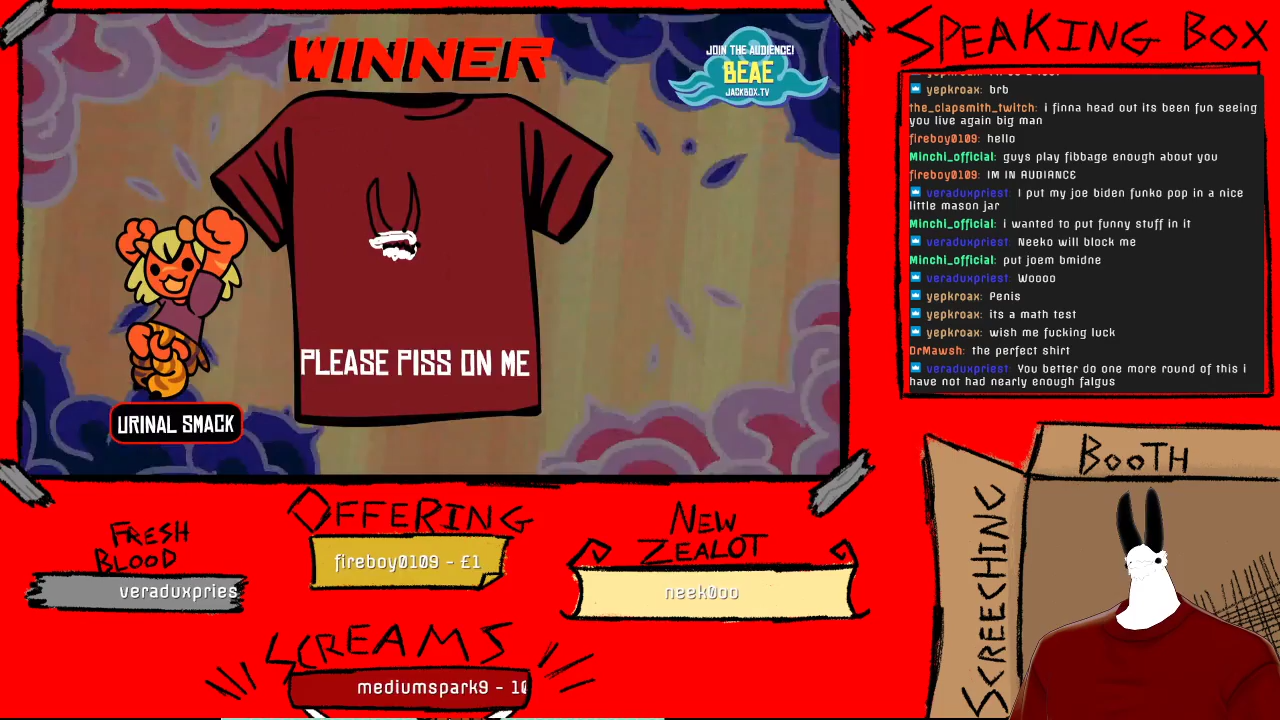 WINNER
JOIN THE AUDIENCE!
BEAE
JACKBOX.TV
PLEASE PISS ON ME
URINAL SMACK
SPEAKING BOX
yepkroax: brb
the_clapsmith_twitch: i finna head out its been fun seeing
you live again big man
fireboy0109: hello
Minchi_official: guys play fibbage enough about you
fireboy0109: IM IN AUDIANCE
veraduxpriest: I put my joe biden funko pop in a nice
little mason jar
Minchi_official: i wanted to put funny stuff in it
veraduxpriest: Neeko will block me
Minchi_official: put joem bmidne
veraduxpriest: Woooo
yepkroax: Penis
yepkroax: its a math test
yepkroax: wish me fucking luck
DrMawsh: the perfect shirt
veraduxpriest: You better do one more round of this i
have not had nearly enough falgus
FRESH
BLOOD
veraduxpries
OFFERING
fireboy0109 - £1
NEW
ZEALOT
neek0oo
SCREAMS
mediumspark9 - 10
BOOTH
SCREECHING